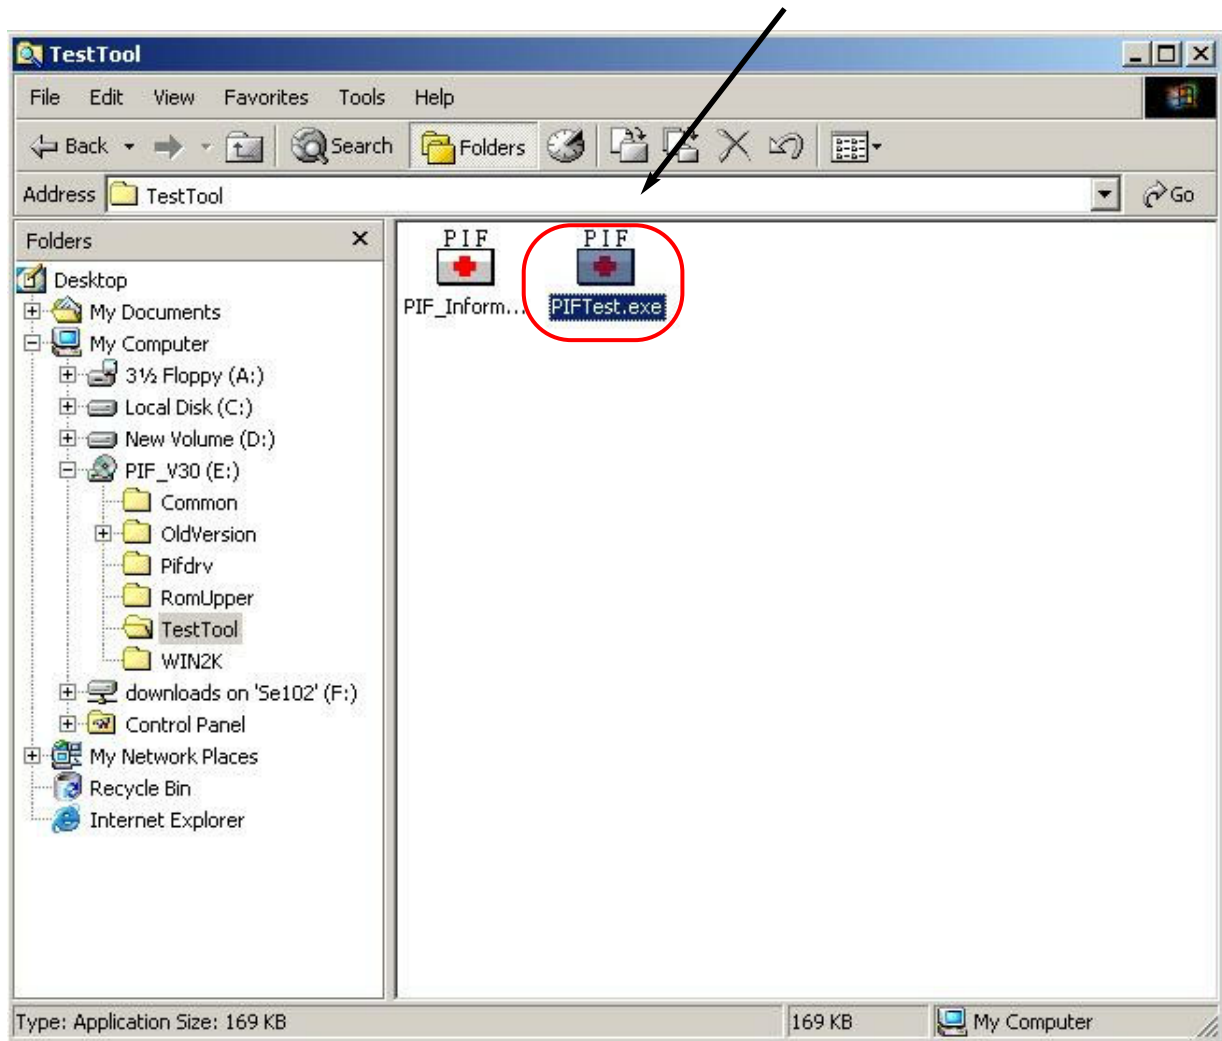 TestTool
File Edit View Favorites Tools Help
Back Search Folders
Address TestTool Go
Folders
Desktop
My Documents
My Computer
3½ Floppy (A:)
Local Disk (C:)
New Volume (D:)
PIF_V30 (E:)
Common
OldVersion
Pifdrv
RomUpper
TestTool
WIN2K
downloads on 'Se102' (F:)
Control Panel
My Network Places
Recycle Bin
Internet Explorer
PIF PIF
PIF_Inform... PIFTest.exe
Type: Application Size: 169 KB 169 KB My Computer